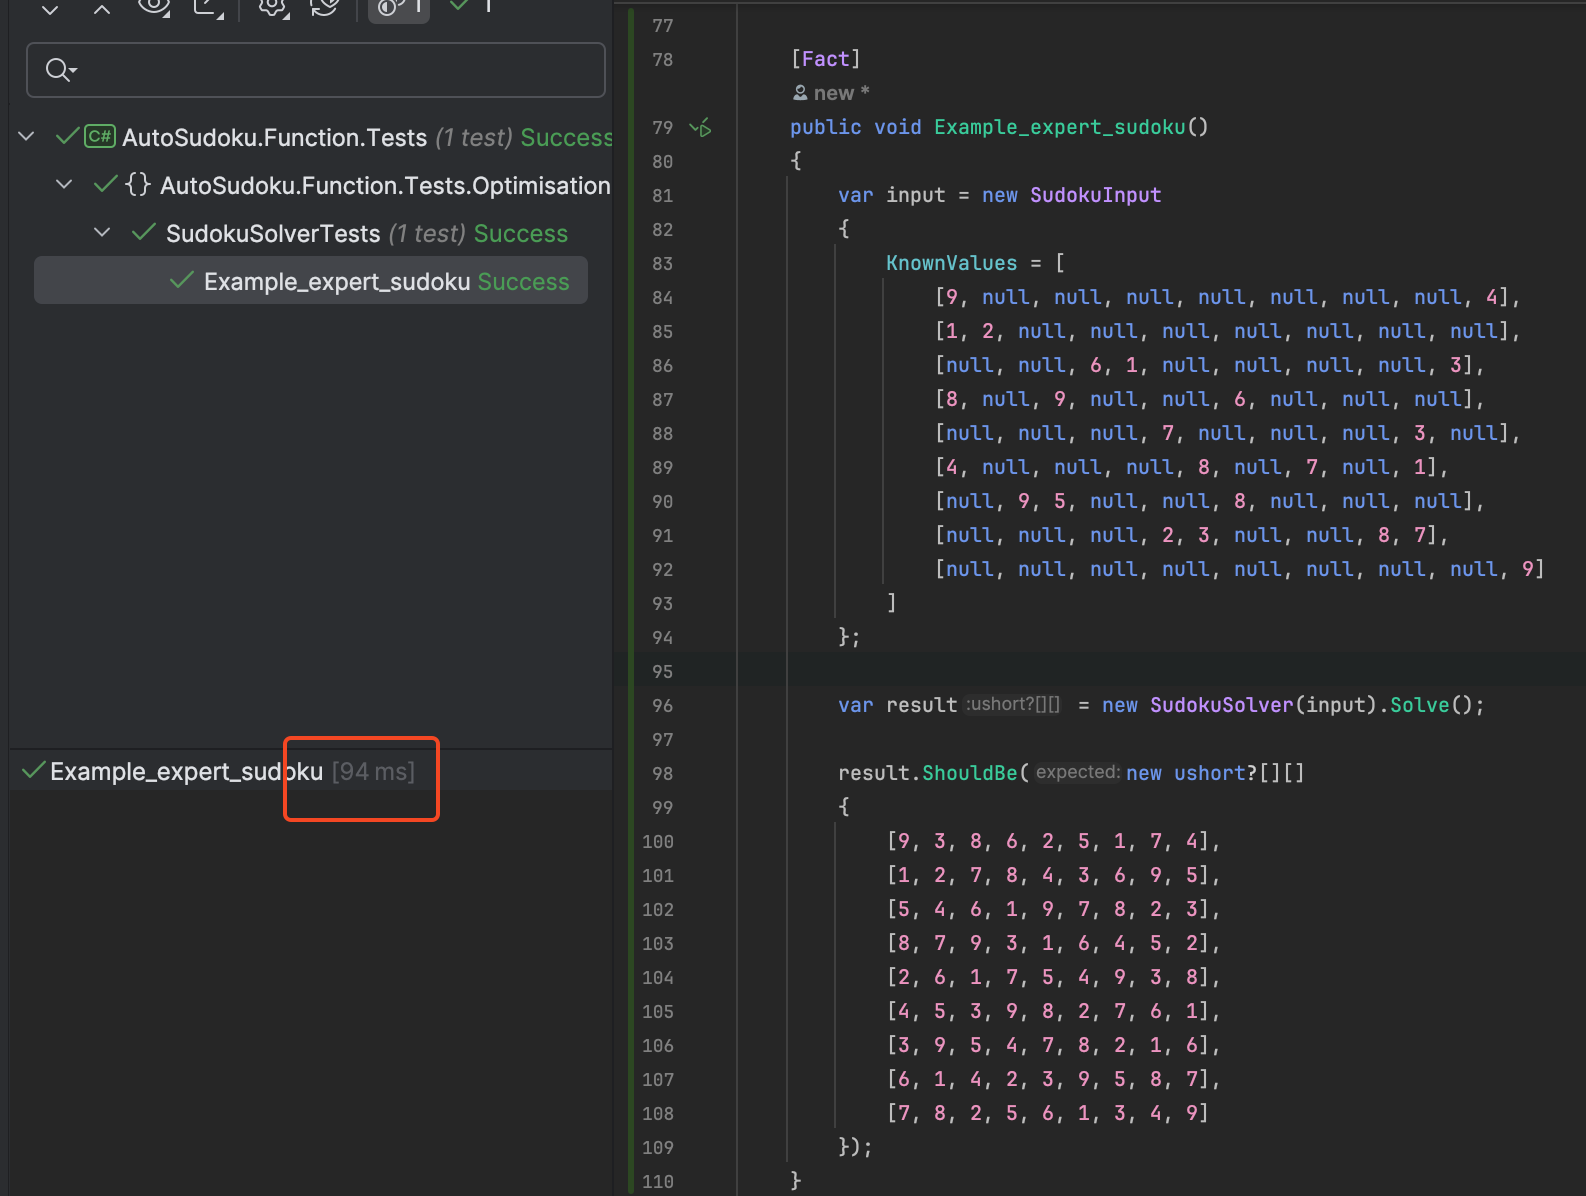 C# AutoSudoku.Function.Tests (1 test) Success
{} AutoSudoku.Function.Tests.Optimisation
SudokuSolverTests (1 test) Success
Example_expert_sudoku Success
Example_expert_sudoku [94 ms]
77
78 [Fact]
new *
79 public void Example_expert_sudoku()
80 {
81 var input = new SudokuInput
82 {
83 KnownValues = [
84 [9, null, null, null, null, null, null, null, 4],
85 [1, 2, null, null, null, null, null, null, null],
86 [null, null, 6, 1, null, null, null, null, 3],
87 [8, null, 9, null, null, 6, null, null, null],
88 [null, null, null, 7, null, null, null, 3, null],
89 [4, null, null, null, 8, null, 7, null, 1],
90 [null, 9, 5, null, null, 8, null, null, null],
91 [null, null, null, 2, 3, null, null, 8, 7],
92 [null, null, null, null, null, null, null, null, 9]
93 ]
94 };
95
96 var result :ushort?[][] = new SudokuSolver(input).Solve();
97
98 result.ShouldBe( expected: new ushort?[][]
99 {
100 [9, 3, 8, 6, 2, 5, 1, 7, 4],
101 [1, 2, 7, 8, 4, 3, 6, 9, 5],
102 [5, 4, 6, 1, 9, 7, 8, 2, 3],
103 [8, 7, 9, 3, 1, 6, 4, 5, 2],
104 [2, 6, 1, 7, 5, 4, 9, 3, 8],
105 [4, 5, 3, 9, 8, 2, 7, 6, 1],
106 [3, 9, 5, 4, 7, 8, 2, 1, 6],
107 [6, 1, 4, 2, 3, 9, 5, 8, 7],
108 [7, 8, 2, 5, 6, 1, 3, 4, 9]
109 });
110 }